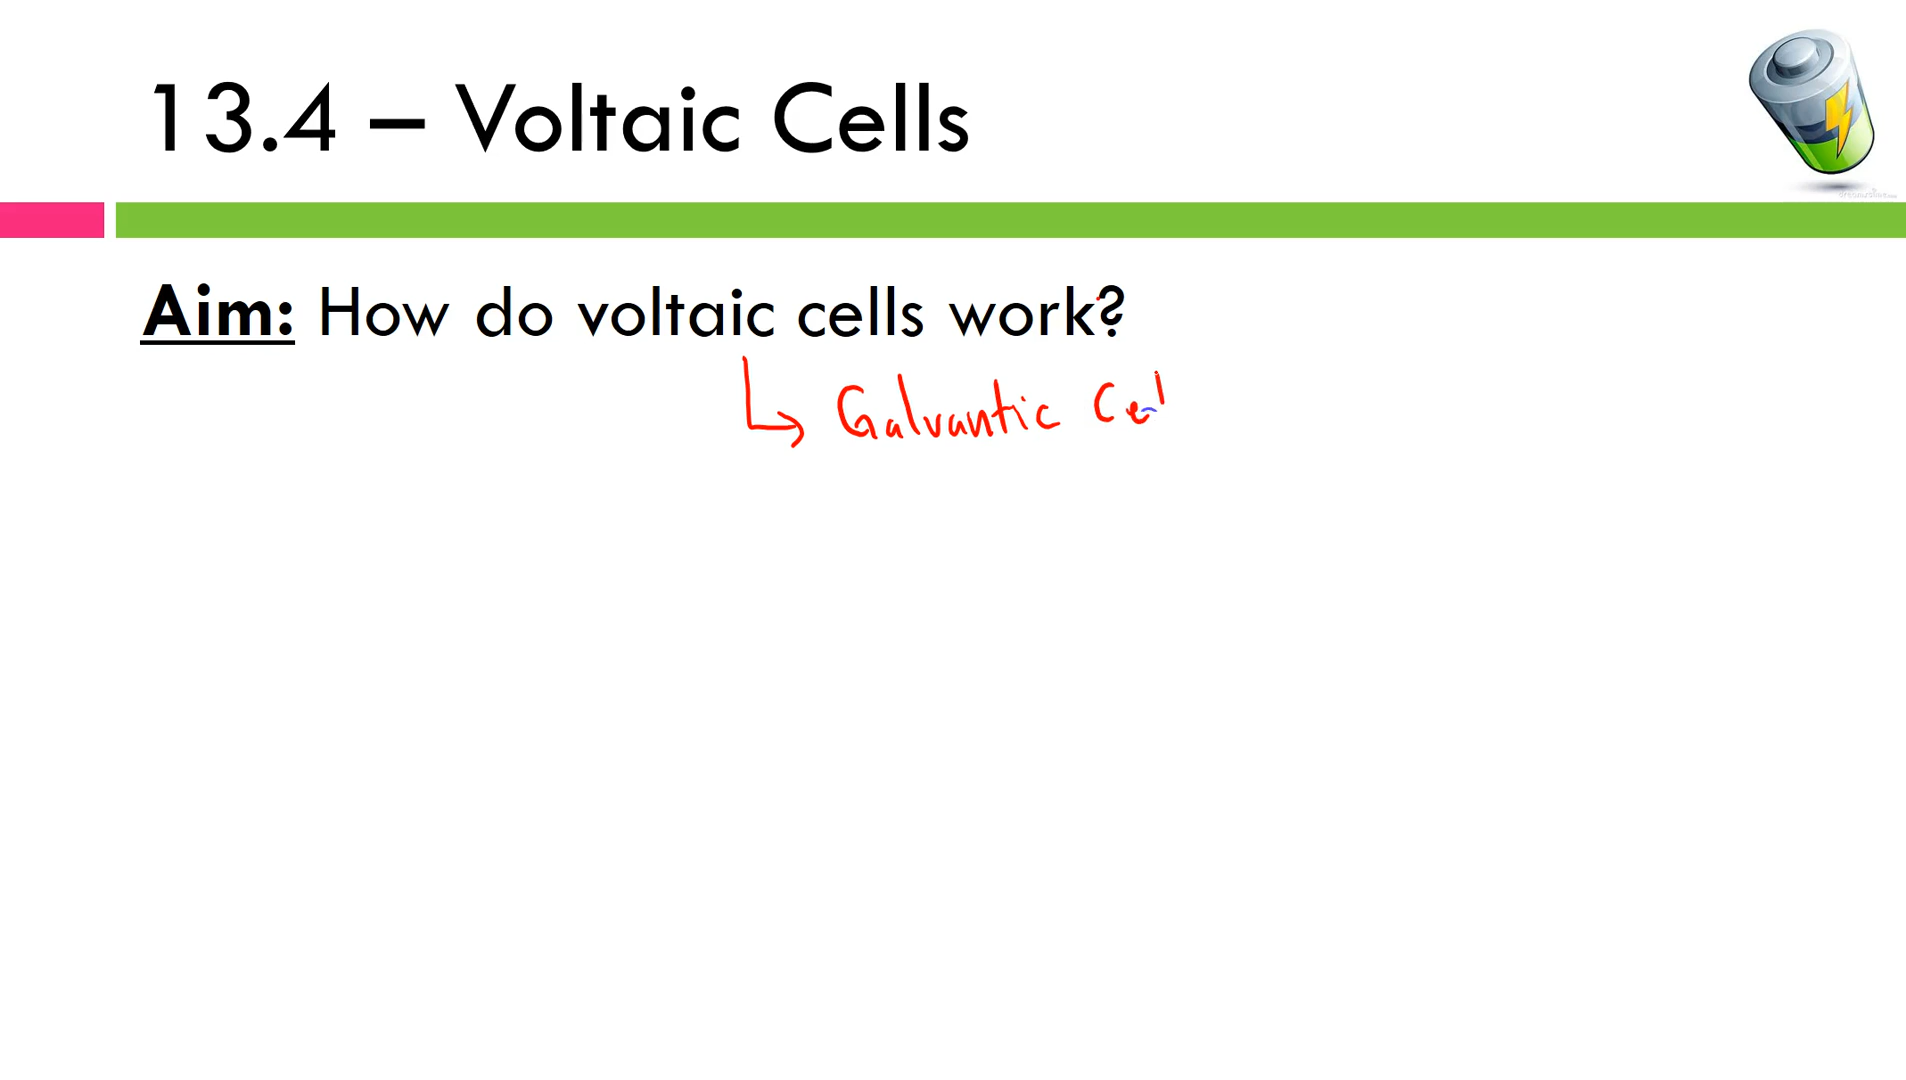 13.4 – Voltaic Cells
Aim: How do voltaic cells work?
Galvantic Cel